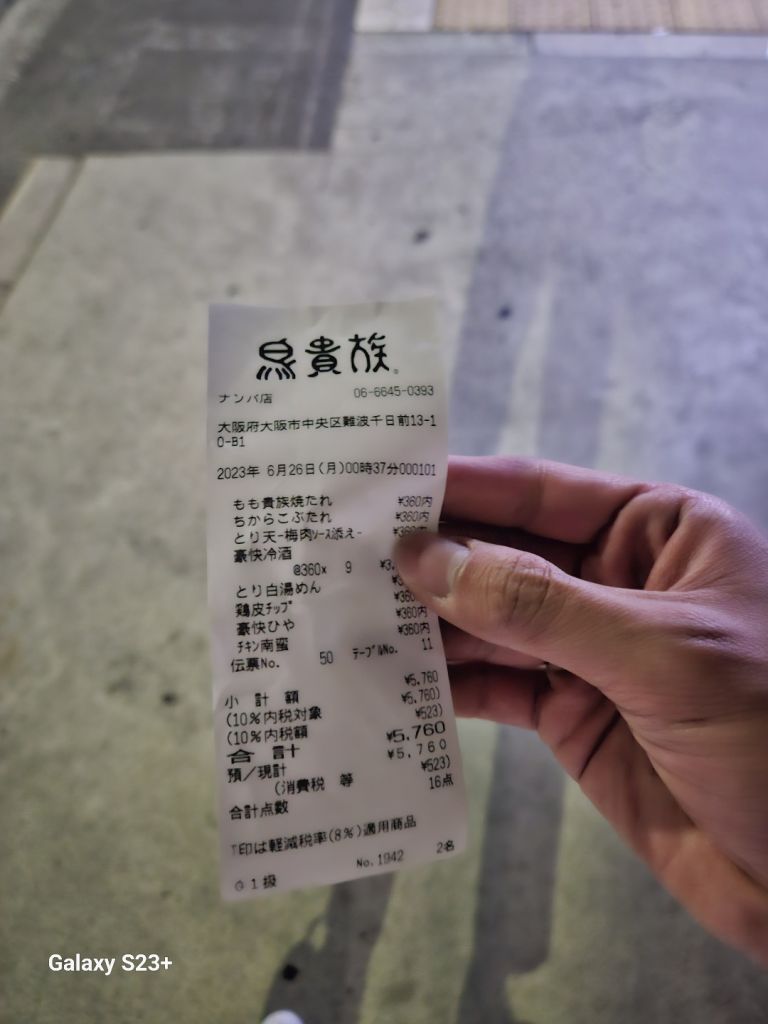 鳥貴族
ナンバ店 06-6645-0393
大阪府大阪市中央区難波千日前13-1
0-B1
2023年 6月26日(月)00時37分000101
もも貴族焼たれ ¥360内
ちからこぶたれ ¥360内
とり天-梅肉ソース添え- ¥360内
豪快冷酒
@360x 9 ¥3,
とり白湯めん
鶏皮チップ ¥360
豪快ひや ¥360内
チキン南蛮 ¥360内
伝票No. 50 テーブルNo. 11
小 計 額 ¥5,760
(10%内税対象 ¥5,760)
(10%内税額 ¥523)
合 計 ¥5,760
預/現計 ¥5,760
(消費税 等 ¥523)
合計点数 16点
T印は軽減税率(8%)適用商品
No.1942 2名
@1扱
Galaxy S23+